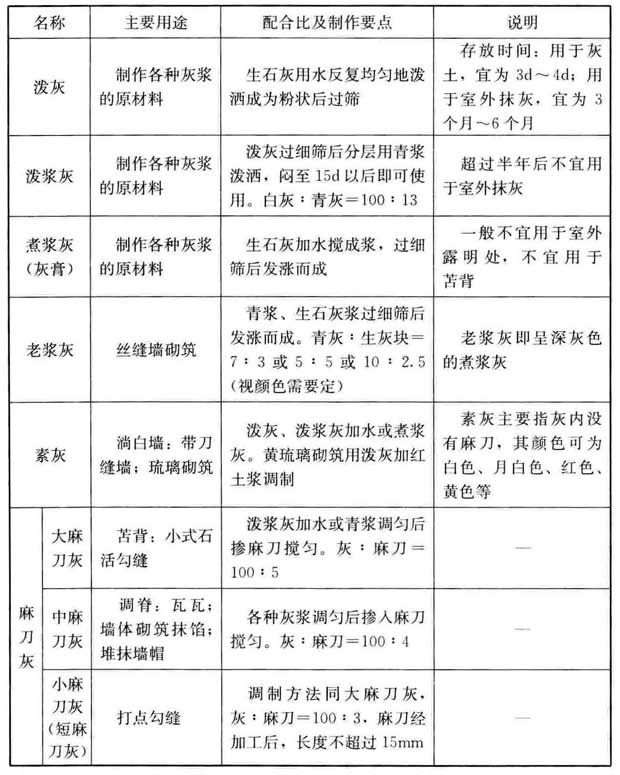 名称 主要用途 配合比及制作要点 说明
泼灰
制作各种灰浆
的原材料
生石灰用水反复均匀地泼
洒成为粉状后过筛
存放时间：用于灰
土，宜为 3d～4d；用
于室外抹灰，宜为 3
个月～6 个月
泼浆灰
制作各种灰浆
的原材料
泼灰过细筛后分层用青浆
泼洒，闷至 15d 以后即可使
用。白灰：青灰＝100：13
超过半年后不宜用
于室外抹灰
煮浆灰
（灰膏）
制作各种灰浆
的原材料
生石灰加水搅成浆，过细
筛后发涨而成
一般不宜用于室外
露明处，不宜用于
苫背
老浆灰
丝缝墙砌筑
青浆、生石灰浆过细筛后
发涨而成。青灰：生灰块＝
7：3 或 5：5 或 10：2.5
（视颜色需要定）
老浆灰即呈深灰色
的煮浆灰
素灰
淌白墙；带刀
缝墙；琉璃砌筑
泼灰、泼浆灰加水或煮浆
灰。黄琉璃砌筑用泼灰加红
土浆调制
素灰主要指灰内没
有麻刀，其颜色可为
白色、月白色、红色、
黄色等
麻刀灰
大麻
刀灰
苫背；小式石
活勾缝
泼浆灰加水或青浆调匀后
掺麻刀搅匀。灰：麻刀＝
100：5
—
中麻
刀灰
调脊；瓦瓦；
墙体砌筑抹馅；
堆抹墙帽
各种灰浆调匀后掺入麻刀
搅匀。灰：麻刀＝100：4
—
小麻
刀灰
（短麻
刀灰）
打点勾缝
调制方法同大麻刀灰，
灰：麻刀＝100：3，麻刀经
加工后，长度不超过 15mm
—